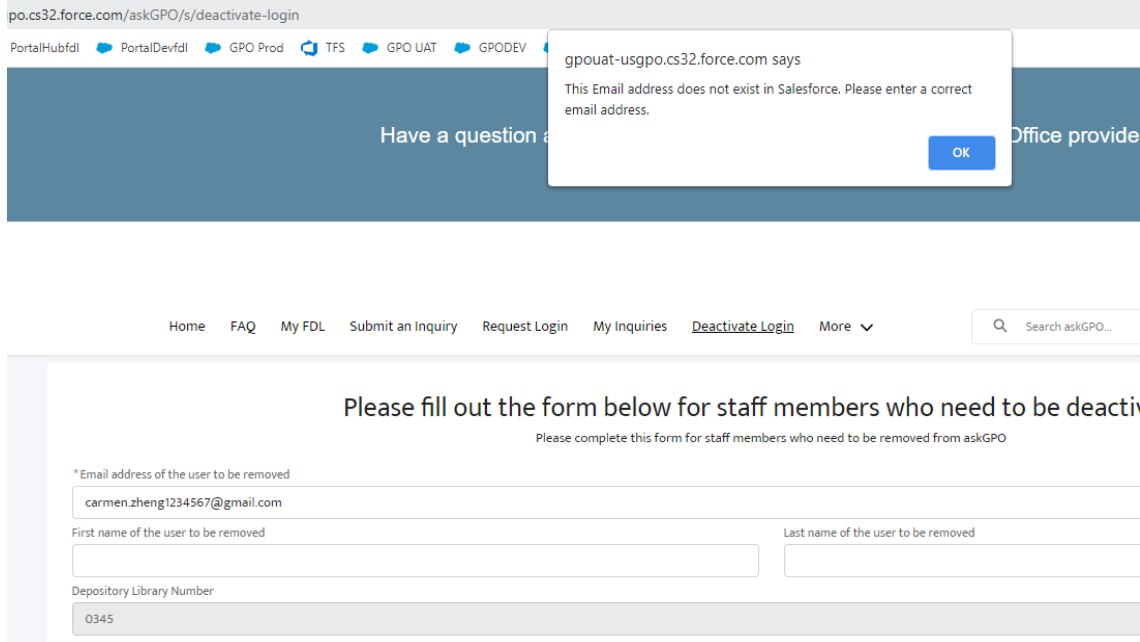 po.cs32.force.com/askGPO/s/deactivate-login
PortalHubfdl PortalDevfdl GPO Prod TFS GPO UAT GPODEV
gpouat-usgpo.cs32.force.com says
This Email address does not exist in Salesforce. Please enter a correct
email address.
OK
Have a question Office provide
Home FAQ My FDL Submit an Inquiry Request Login My Inquiries Deactivate Login More Search askGPO...
Please fill out the form below for staff members who need to be deactiv
Please complete this form for staff members who need to be removed from askGPO
*Email address of the user to be removed
carmen.zheng1234567@gmail.com
First name of the user to be removed Last name of the user to be removed
Depository Library Number
0345